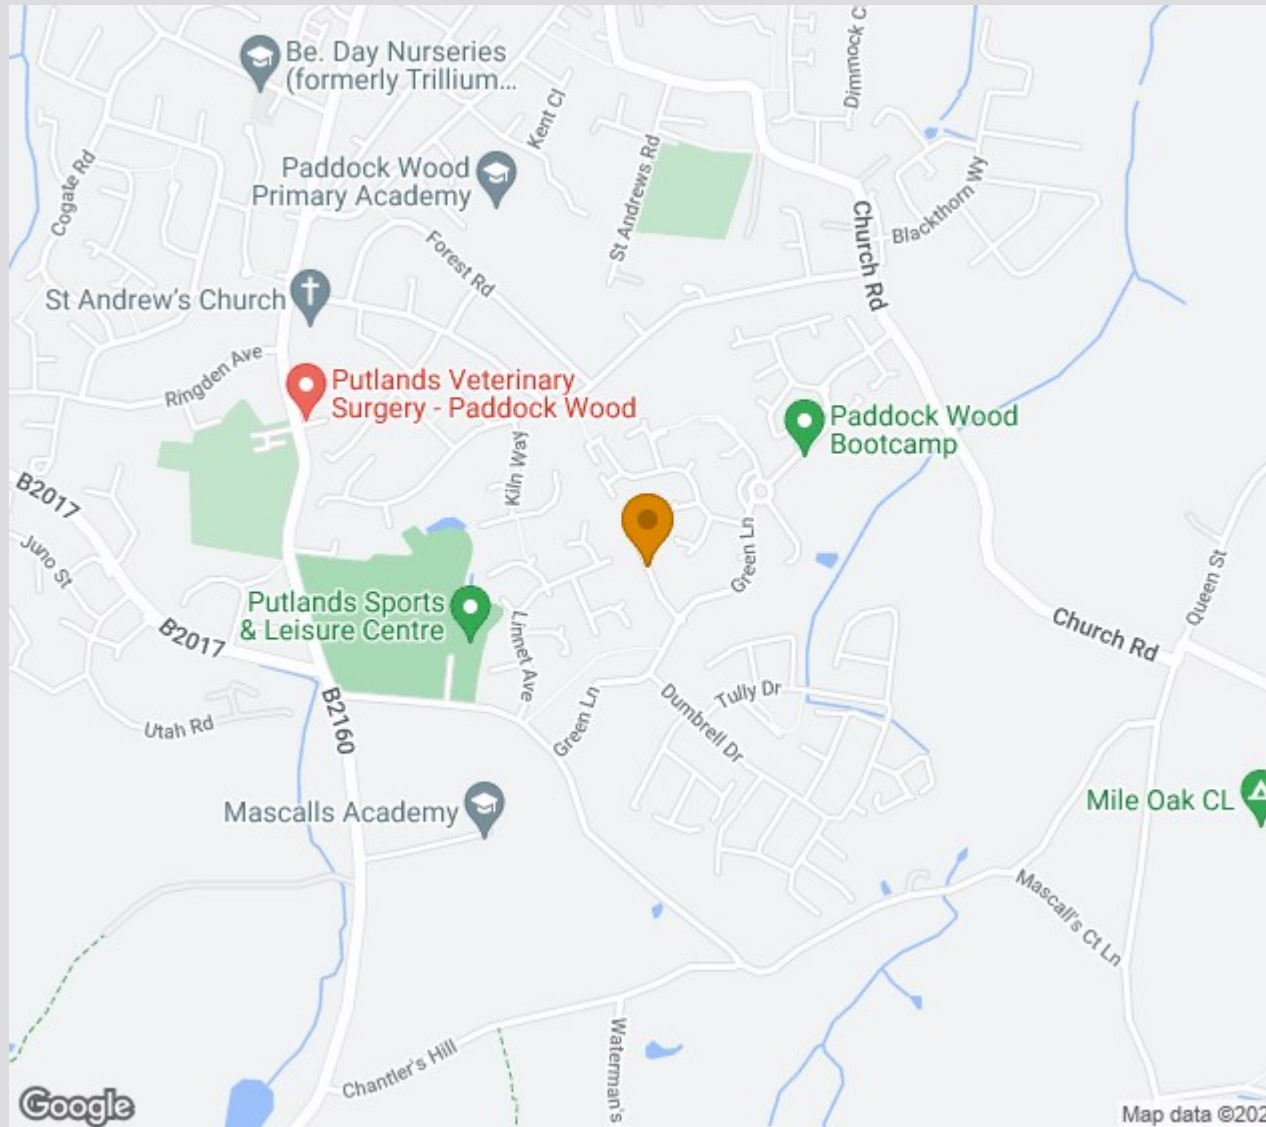 Be. Day Nurseries
(formerly Trillium...
Kent Cl
Dimmock C
Paddock Wood
Primary Academy
Cogate Rd
St Andrews Rd
Blackthorn Wy
Church Rd
Forest Rd
St Andrew's Church
Ringden Ave
Putlands Veterinary
Surgery - Paddock Wood
Paddock Wood
Bootcamp
Kiln Way
B2017
Juno St
Green Ln
Queen St
Putlands Sports
& Leisure Centre
Linnet Ave
B2017
Church Rd
Tully Dr
Green Ln
Dumbrell Dr
B2160
Utah Rd
Mascalls Academy
Mile Oak CL
Mascall's Ct Ln
Waterman's
Chantler's Hill
Google
Map data ©202